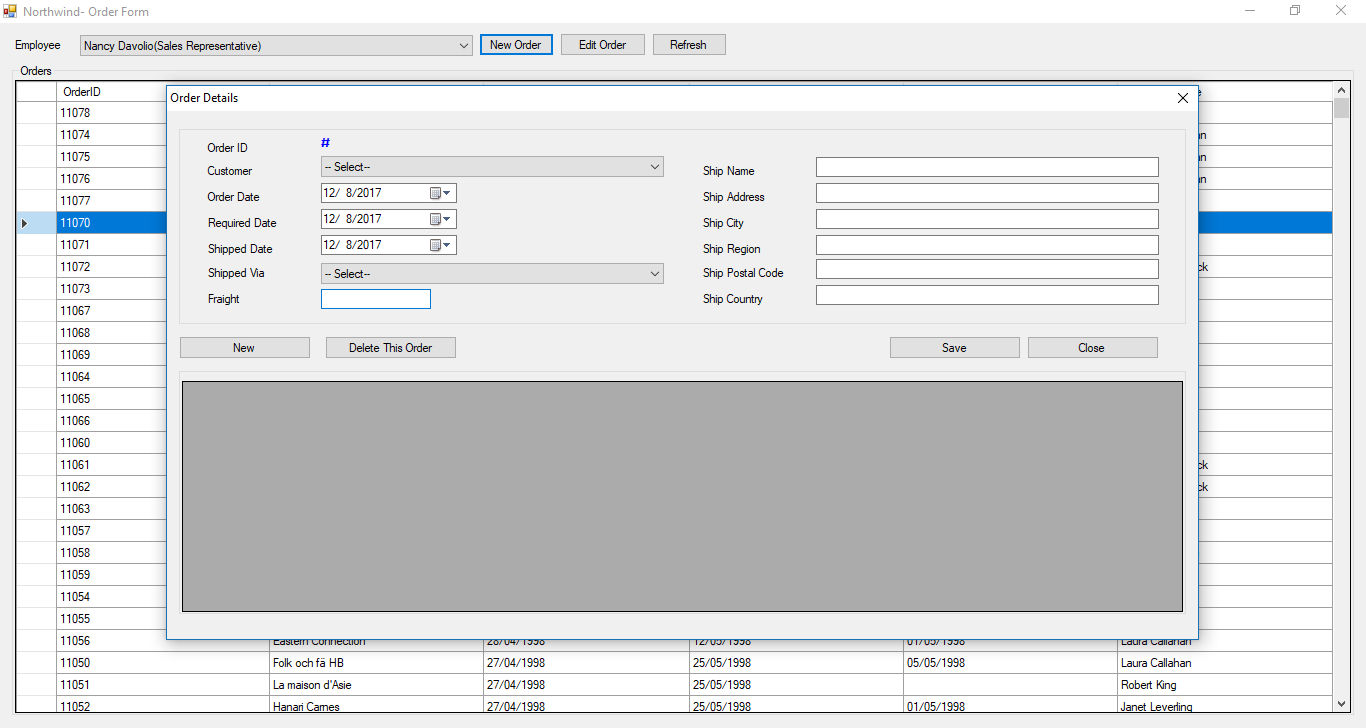 Northwind- Order Form
Employee Nancy Davolio(Sales Representative) New Order Edit Order Refresh
Orders
OrderID
Order Details
11078
11074
11075
11076
11077
11070
11071
11072
11073
11067
11068
11069
11064
11065
11066
11060
11061
11062
11063
11057
11058
11059
11054
11055
Order ID #
Customer -- Select--
Order Date 12/ 8/2017
Required Date 12/ 8/2017
Shipped Date 12/ 8/2017
Shipped Via -- Select--
Fraight
Ship Name
Ship Address
Ship City
Ship Region
Ship Postal Code
Ship Country
New Delete This Order Save Close
11056 Eastern Connection 28/04/1998 12/05/1998 01/05/1998 Laura Callahan
11050 Folk och fä HB 27/04/1998 25/05/1998 05/05/1998 Laura Callahan
11051 La maison d'Asie 27/04/1998 25/05/1998 Robert King
11052 Hanari Carnes 27/04/1998 25/05/1998 01/05/1998 Janet Leverling